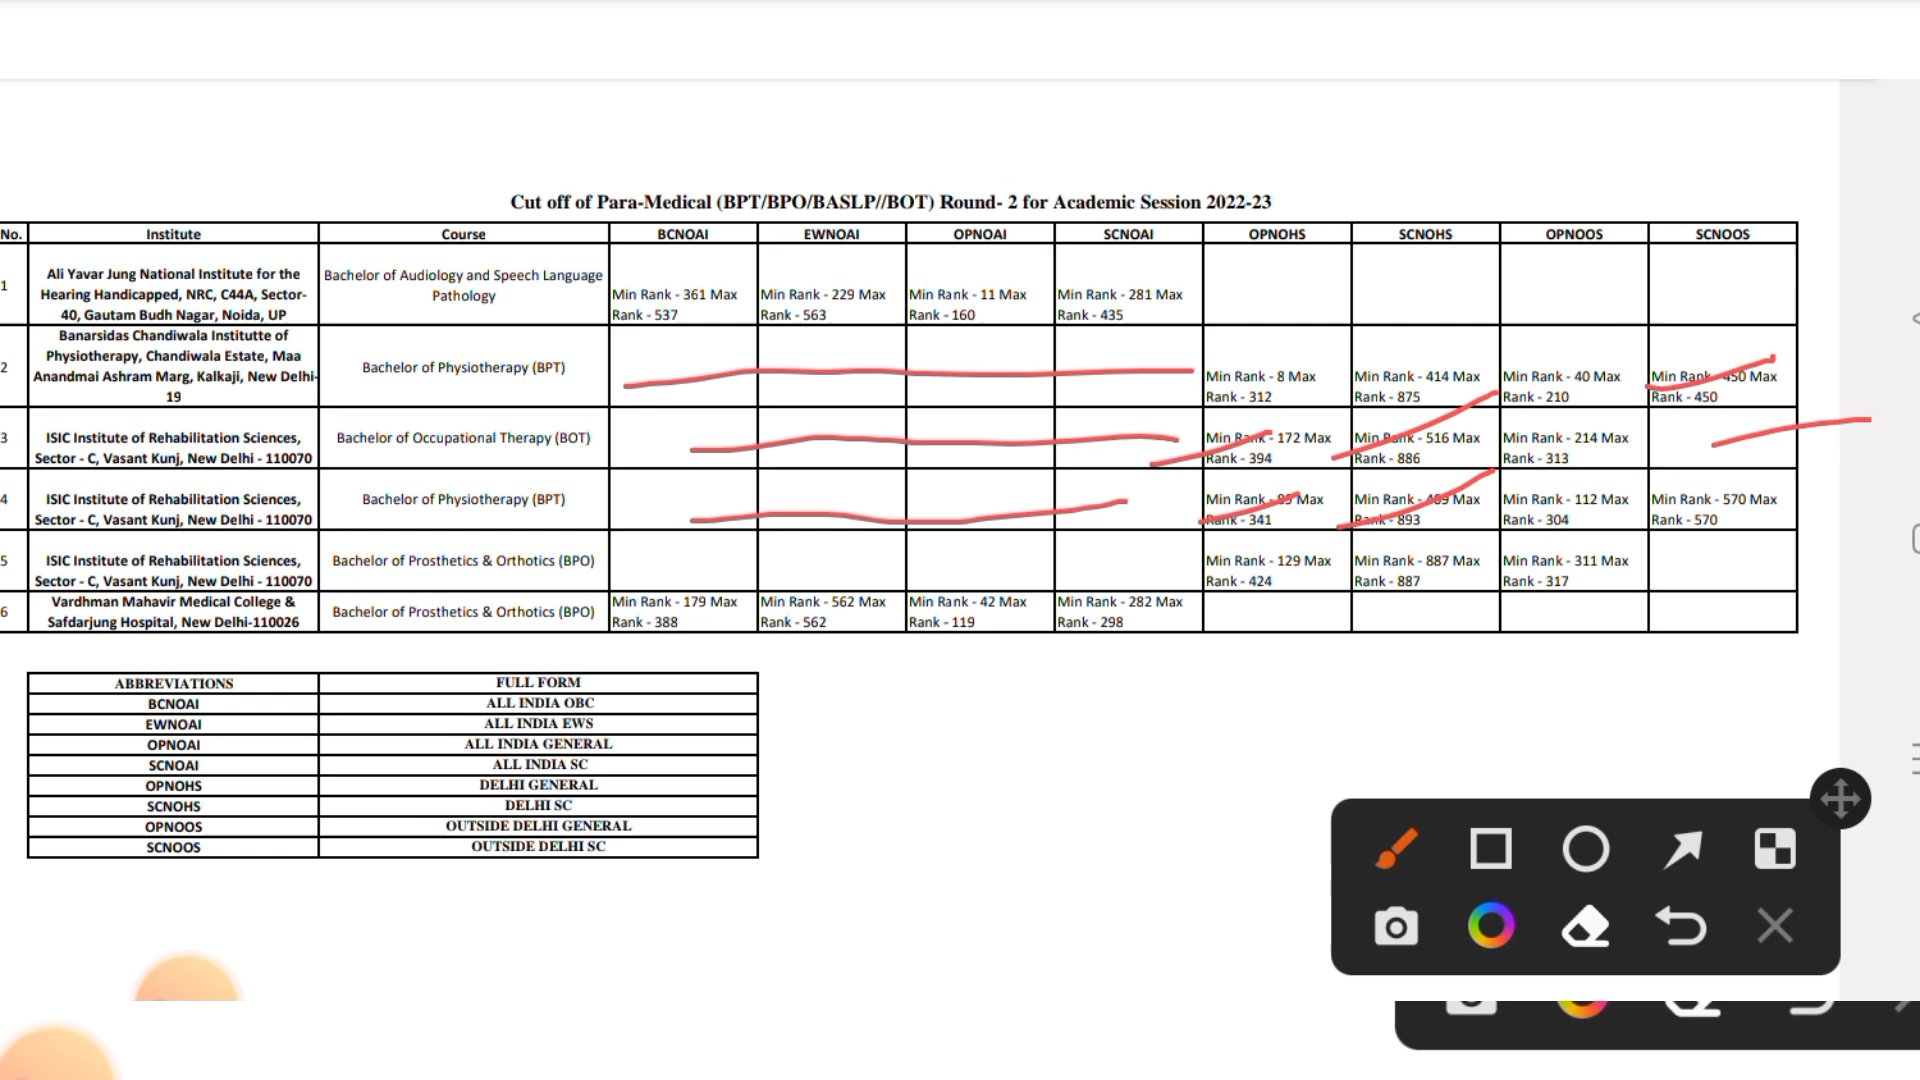 Cut off of Para-Medical (BPT/BPO/BASLP//BOT) Round- 2 for Academic Session 2022-23
No. Institute Course BCNOAI EWNOAI OPNOAI SCNOAI OPNOHS SCNOHS OPNOOS SCNOOS
1
Ali Yavar Jung National Institute for the
Hearing Handicapped, NRC, C44A, Sector-
40, Gautam Budh Nagar, Noida, UP
Bachelor of Audiology and Speech Language
Pathology
Min Rank - 361 Max
Rank - 537
Min Rank - 229 Max
Rank - 563
Min Rank - 11 Max
Rank - 160
Min Rank - 281 Max
Rank - 435
2
Banarsidas Chandiwala Institutte of
Physiotherapy, Chandiwala Estate, Maa
Anandmai Ashram Marg, Kalkaji, New Delhi-
19
Bachelor of Physiotherapy (BPT)
Min Rank - 8 Max
Rank - 312
Min Rank - 414 Max
Rank - 875
Min Rank - 40 Max
Rank - 210
Min Rank - 450 Max
Rank - 450
3
ISIC Institute of Rehabilitation Sciences,
Sector - C, Vasant Kunj, New Delhi - 110070
Bachelor of Occupational Therapy (BOT)
Min Rank - 172 Max
Rank - 394
Min Rank - 516 Max
Rank - 886
Min Rank - 214 Max
Rank - 313
4
ISIC Institute of Rehabilitation Sciences,
Sector - C, Vasant Kunj, New Delhi - 110070
Bachelor of Physiotherapy (BPT)
Min Rank - Max
Rank - 341
Min Rank - Max
Rank - 893
Min Rank - 112 Max
Rank - 304
Min Rank - 570 Max
Rank - 570
5
ISIC Institute of Rehabilitation Sciences,
Sector - C, Vasant Kunj, New Delhi - 110070
Bachelor of Prosthetics & Orthotics (BPO)
Min Rank - 129 Max
Rank - 424
Min Rank - 887 Max
Rank - 887
Min Rank - 311 Max
Rank - 317
6
Vardhman Mahavir Medical College &
Safdarjung Hospital, New Delhi-110026
Bachelor of Prosthetics & Orthotics (BPO)
Min Rank - 179 Max
Rank - 388
Min Rank - 562 Max
Rank - 562
Min Rank - 42 Max
Rank - 119
Min Rank - 282 Max
Rank - 298
ABBREVIATIONS FULL FORM
BCNOAI ALL INDIA OBC
EWNOAI ALL INDIA EWS
OPNOAI ALL INDIA GENERAL
SCNOAI ALL INDIA SC
OPNOHS DELHI GENERAL
SCNOHS DELHI SC
OPNOOS OUTSIDE DELHI GENERAL
SCNOOS OUTSIDE DELHI SC